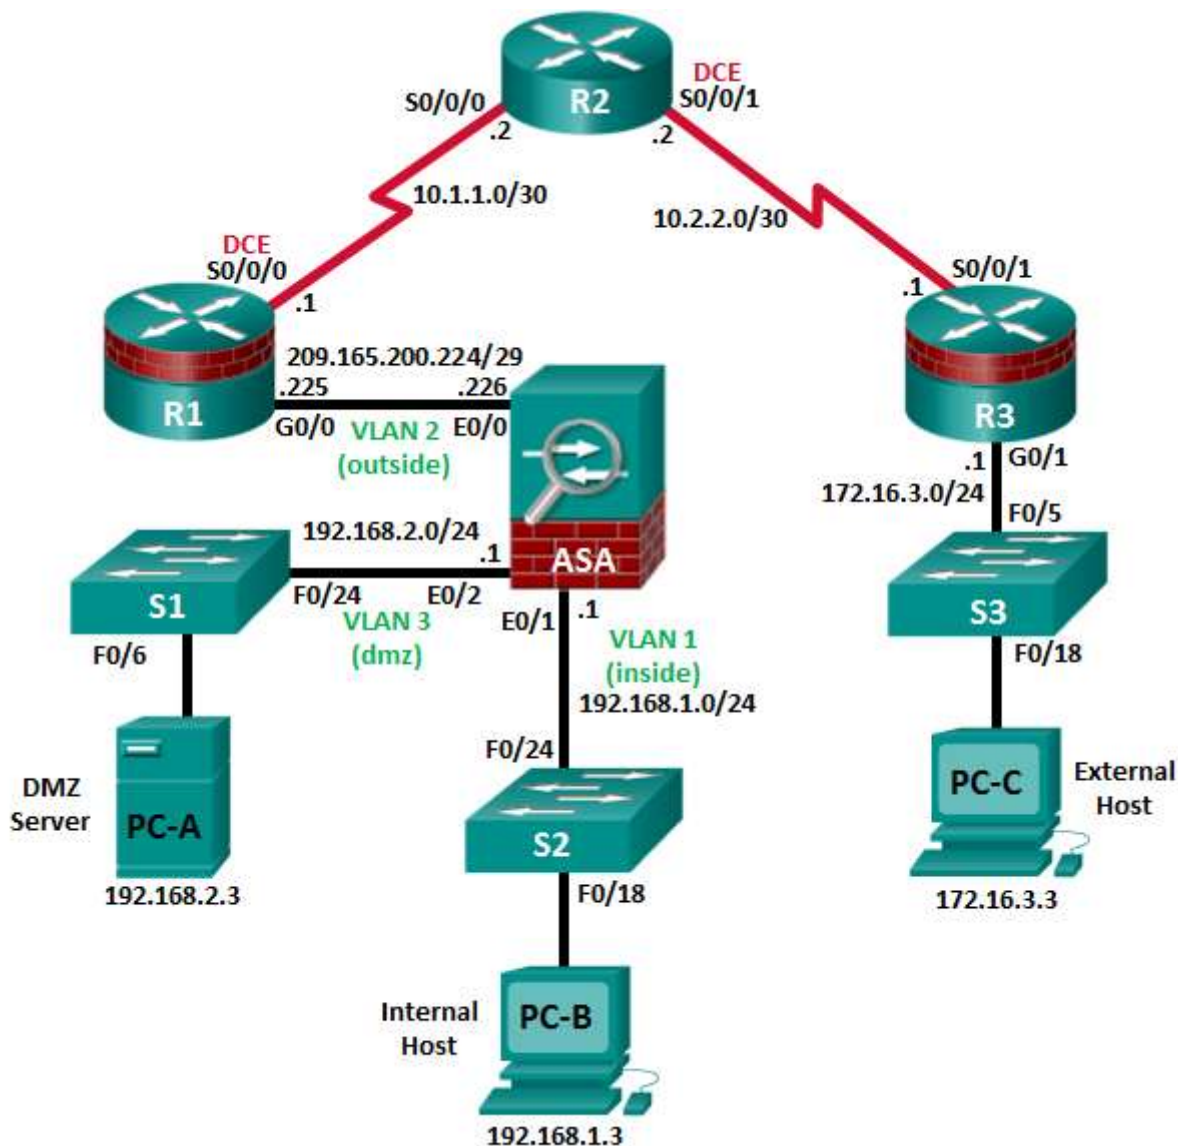 R2
DCE
S0/0/0
S0/0/1
.2
.2
10.1.1.0/30
10.2.2.0/30
DCE
S0/0/0
.1
S0/0/1
.1
209.165.200.224/29
.225
.226
R1
R3
G0/0
VLAN 2
(outside)
E0/0
.1
G0/1
172.16.3.0/24
192.168.2.0/24
.1
ASA
F0/5
S1
F0/24
E0/2
VLAN 3
(dmz)
E0/1
.1
VLAN 1
(inside)
192.168.1.0/24
S3
F0/6
F0/18
F0/24
DMZ
Server
PC-A
192.168.2.3
S2
F0/18
PC-C
External
Host
172.16.3.3
Internal
Host
PC-B
192.168.1.3